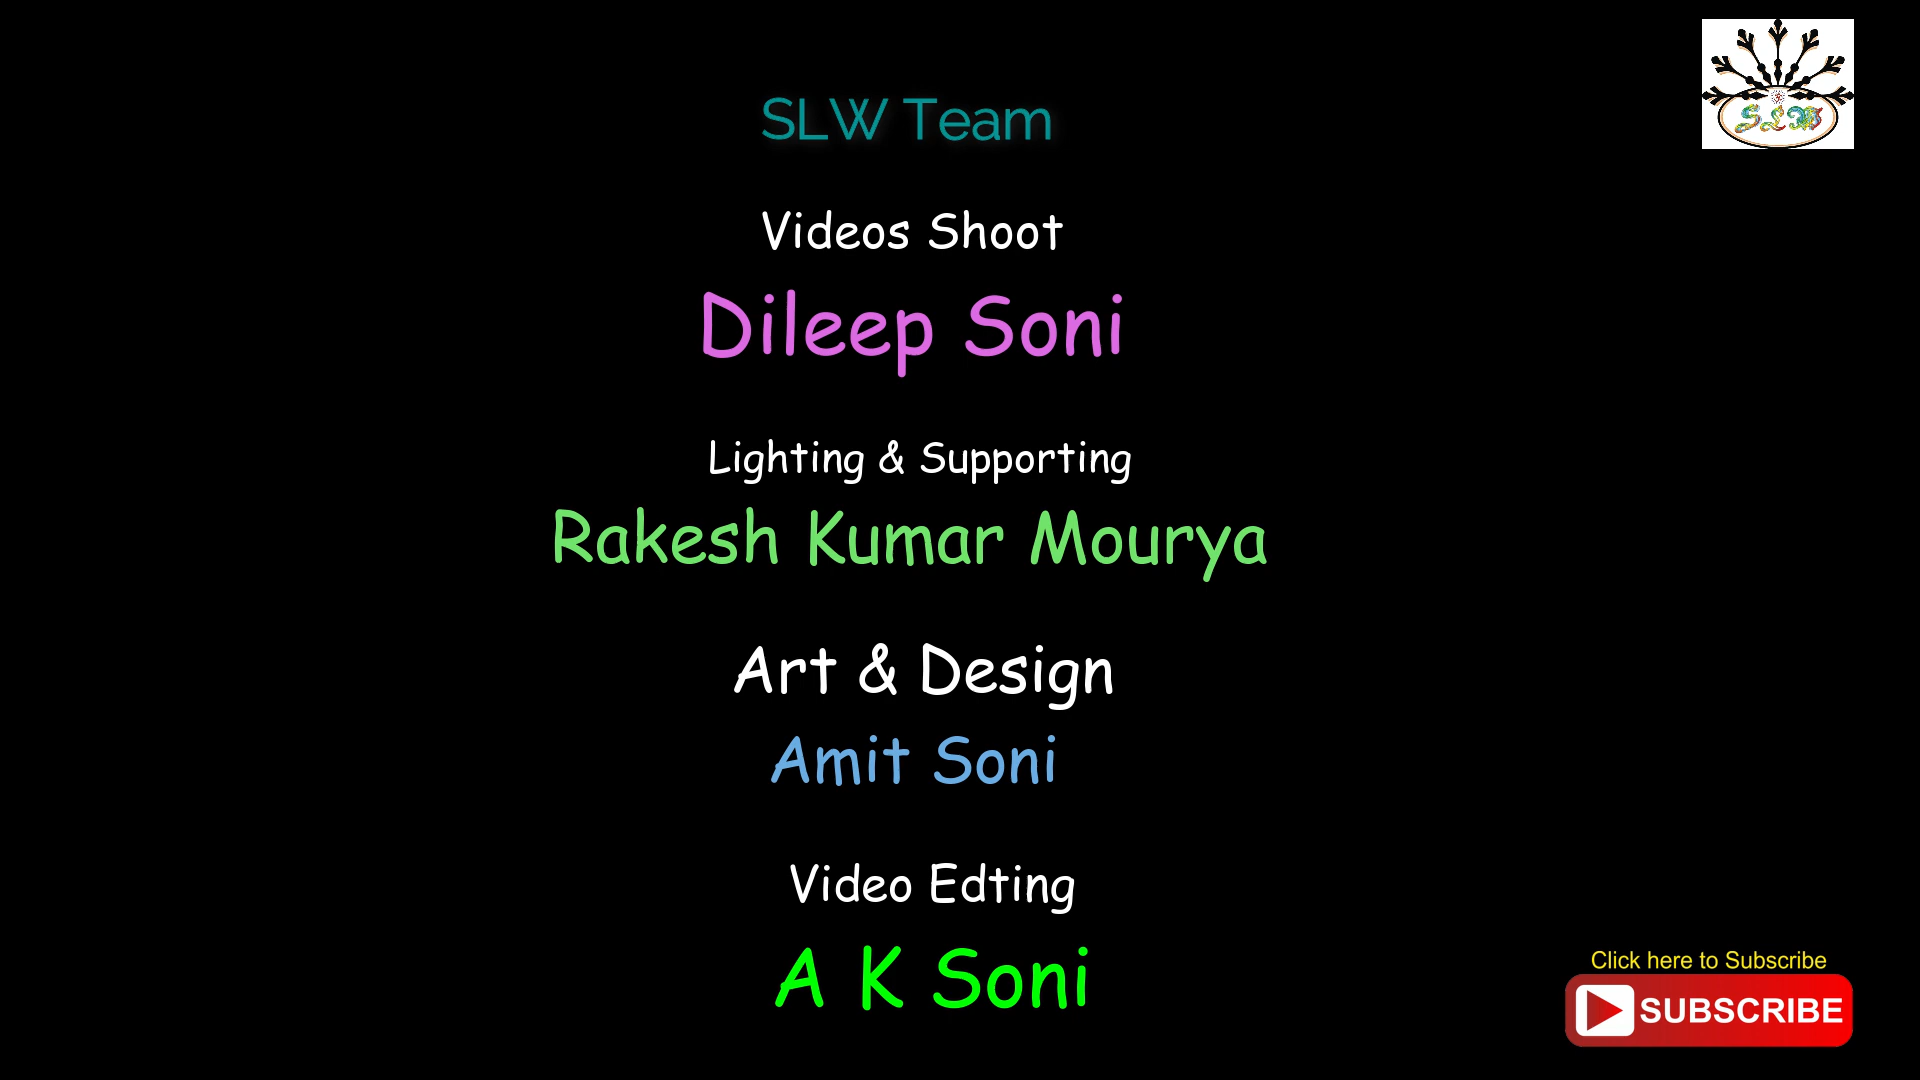 SLW Team
SLW
Videos Shoot
Dileep Soni
Lighting & Supporting
Rakesh Kumar Mourya
Art & Design
Amit Soni
Video Edting
A K Soni
Click here to Subscribe
SUBSCRIBE